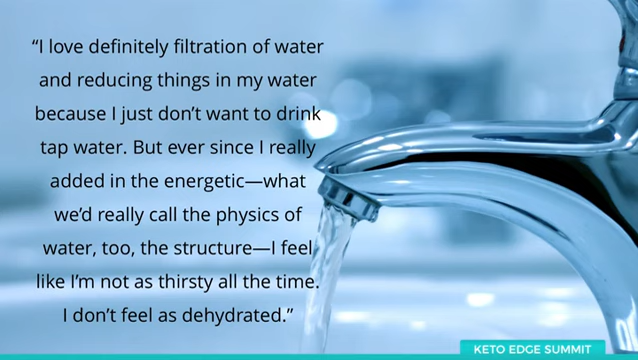 “I love definitely filtration of water
and reducing things in my water
because I just don’t want to drink
tap water. But ever since I really
added in the energetic—what
we’d really call the physics of
water, too, the structure—I feel
like I’m not as thirsty all the time.
I don’t feel as dehydrated.”
KETO EDGE SUMMIT